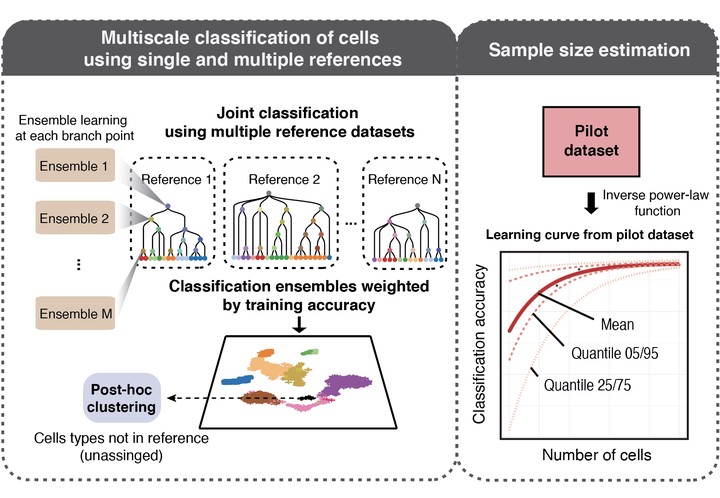 Multiscale classification of cells
using single and multiple references
Ensemble learning
at each branch point
Ensemble 1
Ensemble 2
⋮
Ensemble M
Joint classification
using multiple reference datasets
Reference 1
Reference 2
...
Reference N
Classification ensembles weighted
by training accuracy
Post-hoc
clustering
Cells types not in reference
(unassinged)
Sample size estimation
Pilot
dataset
Inverse power-law
function
Learning curve from pilot dataset
Classification accuracy
Mean
Quantile 05/95
Quantile 25/75
Number of cells